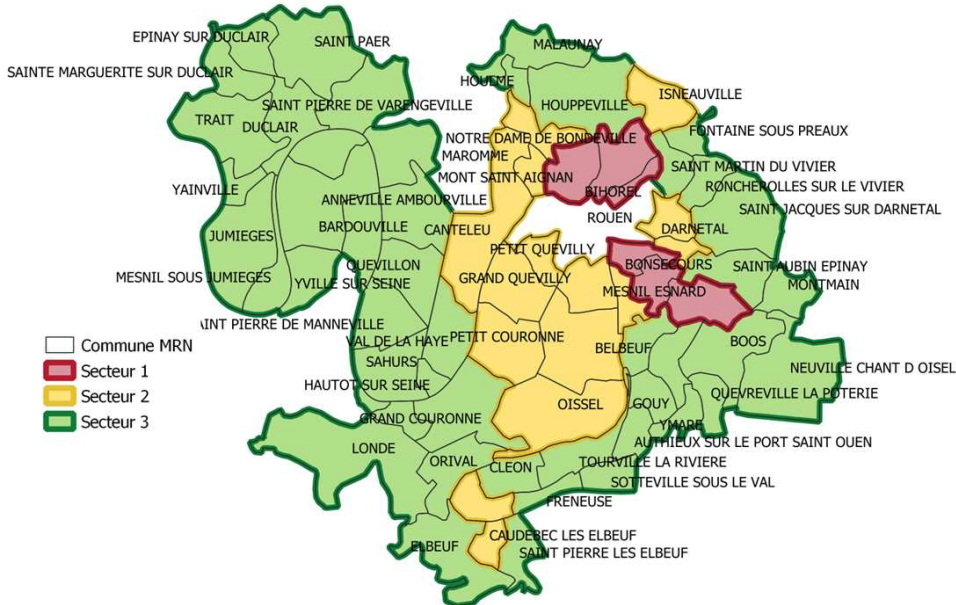 EPINAY SUR DUCLAIR
SAINT PAER
MALAUNAY
SAINTE MARGUERITE SUR DUCLAIR
HOULME
ISNEAUVILLE
SAINT PIERRE DE VARENGEVILLE
HOUPPEVILLE
TRAIT
DUCLAIR
FONTAINE SOUS PREAUX
NOTRE DAME DE BONDEVILLE
MAROMME
SAINT MARTIN DU VIVIER
MONT SAINT AIGNAN
YAINVILLE
BIHOREL
RONCHEROLLES SUR LE VIVIER
ANNEVILLE AMBOURVILLE
SAINT JACQUES SUR DARNETAL
ROUEN
BARDOUVILLE
CANTELEU
DARNETAL
JUMIEGES
PETIT QUEVILLY
QUEVILLON
BONSECOURS
SAINT AUBIN EPINAY
MESNIL SOUS JUMIEGES
YVILLE SUR SEINE
GRAND QUEVILLY
MESNIL ESNARD
MONTMAIN
AINT PIERRE DE MANNEVILLE
PETIT COURONNE
VAL DE LA HAYE
BELBEUF
BOOS
SAHURS
NEUVILLE CHANT D OISEL
HAUTOT SUR SEINE
QUEVREVILLE LA POTERIE
OISSEL
GOUY
GRAND COURONNE
YMARE
AUTHIEUX SUR LE PORT SAINT OUEN
LONDE
ORIVAL
CLEON
TOURVILLE LA RIVIERE
SOTTEVILLE SOUS LE VAL
FRENEUSE
CAUDEBEC LES ELBEUF
ELBEUF
SAINT PIERRE LES ELBEUF
Commune MRN
Secteur 1
Secteur 2
Secteur 3